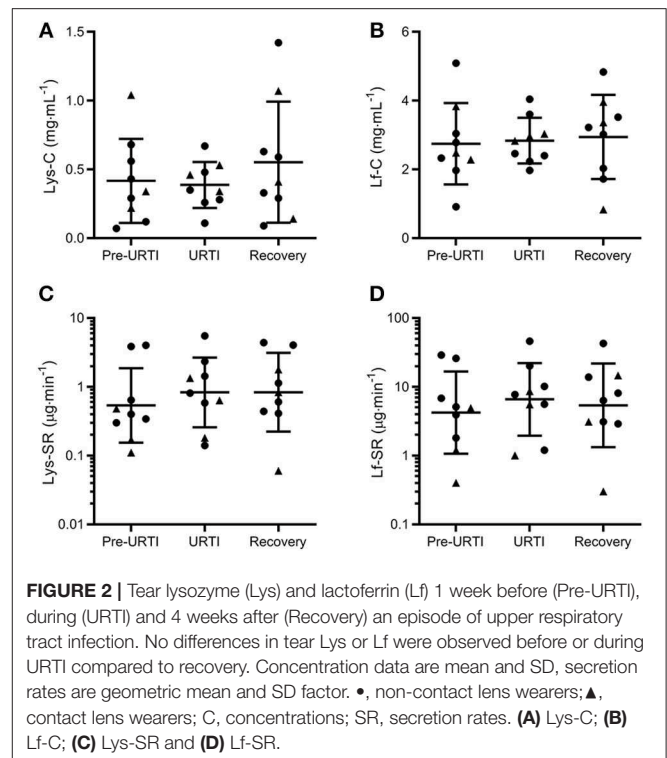 A
B
Lys-C (mg·mL⁻¹)
1.5
1.0
0.5
0.0
Pre-URTI URTI Recovery
Lf-C (mg·mL⁻¹)
6
4
2
0
Pre-URTI URTI Recovery
C
D
Lys-SR (µg·min⁻¹)
10
1
0.1
0.01
Pre-URTI URTI Recovery
Lf-SR (µg·min⁻¹)
100
10
1
0.1
Pre-URTI URTI Recovery
FIGURE 2 | Tear lysozyme (Lys) and lactoferrin (Lf) 1 week before (Pre-URTI),
during (URTI) and 4 weeks after (Recovery) an episode of upper respiratory
tract infection. No differences in tear Lys or Lf were observed before or during
URTI compared to recovery. Concentration data are mean and SD, secretion
rates are geometric mean and SD factor. •, non-contact lens wearers; ▲,
contact lens wearers; C, concentrations; SR, secretion rates. (A) Lys-C; (B)
Lf-C; (C) Lys-SR and (D) Lf-SR.